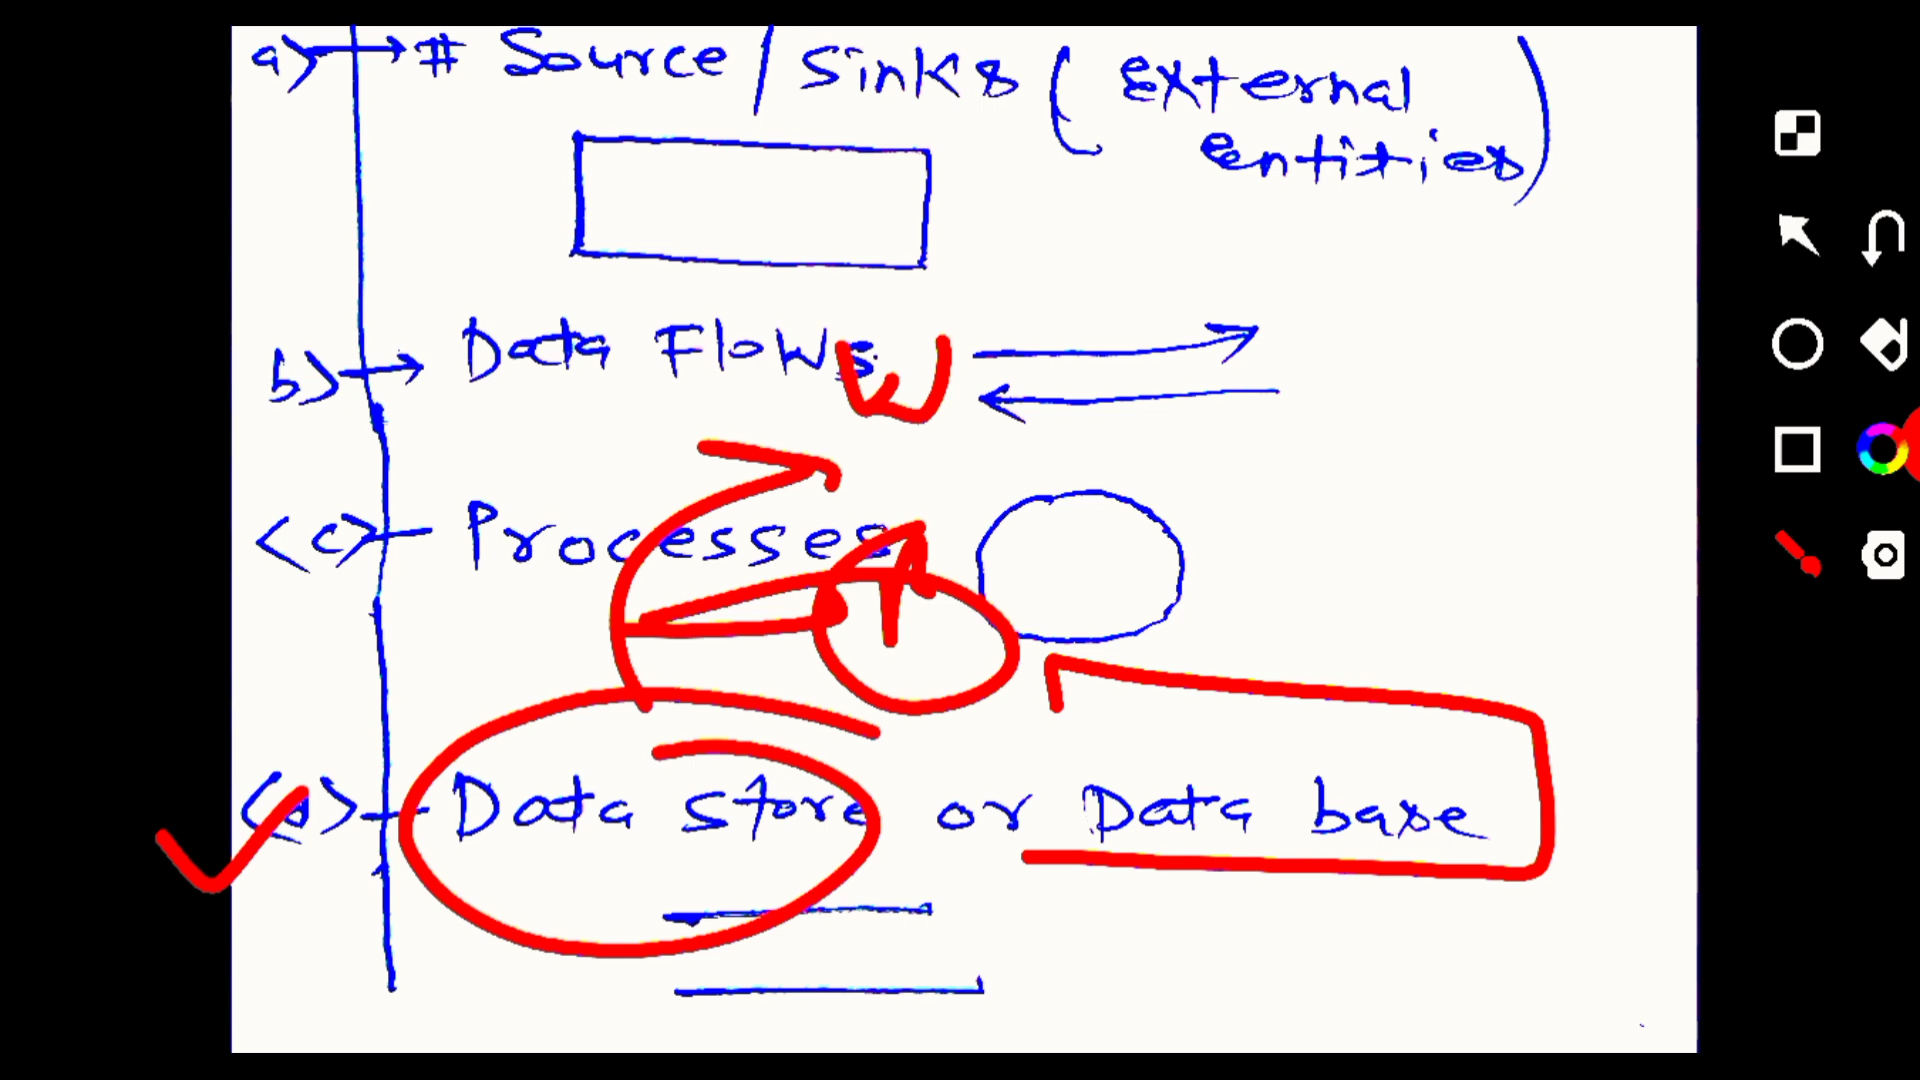 a) → # Source / Sinks ( External
entities )
b) → Data Flows
<c> - Processes
<d> - Data store or Data base